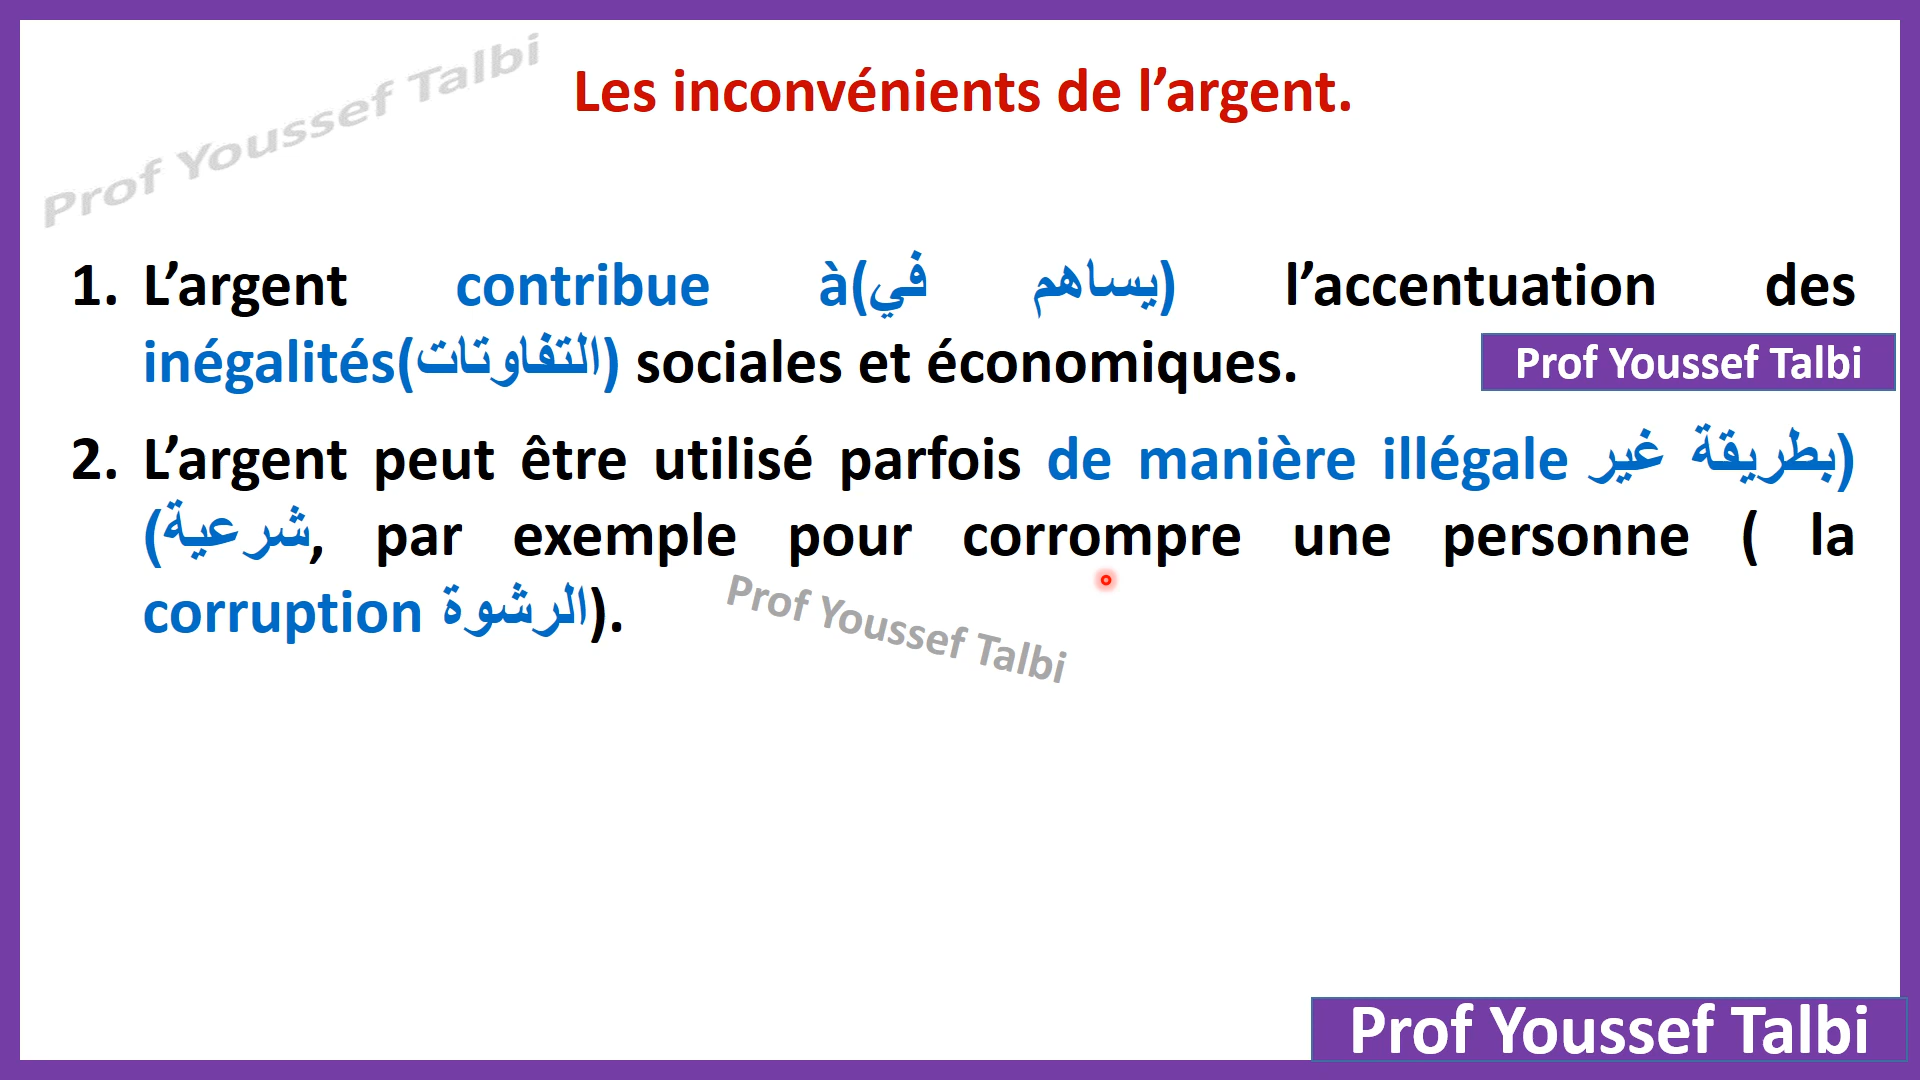 Prof Youssef Talbi
Les inconvénients de l’argent.
1. L’argent contribue à(يساهم في) l’accentuation des
inégalités(التفاوتات) sociales et économiques.
Prof Youssef Talbi
2. L’argent peut être utilisé parfois de manière illégale (بطريقة غير
شرعية), par exemple pour corrompre une personne ( la
corruption الرشوة).
Prof Youssef Talbi
Prof Youssef Talbi